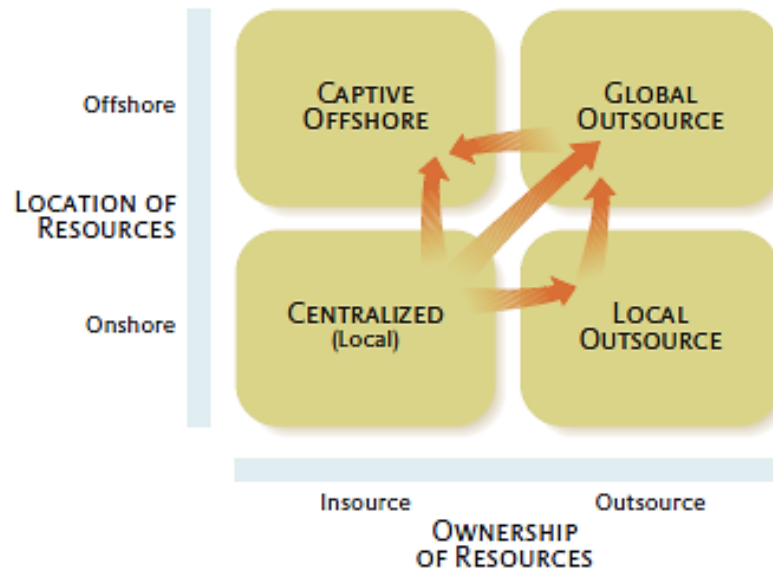 Offshore
CAPTIVE
OFFSHORE
GLOBAL
OUTSOURCE
LOCATION OF
RESOURCES
Onshore
CENTRALIZED
(Local)
LOCAL
OUTSOURCE
Insource
Outsource
OWNERSHIP
OF RESOURCES